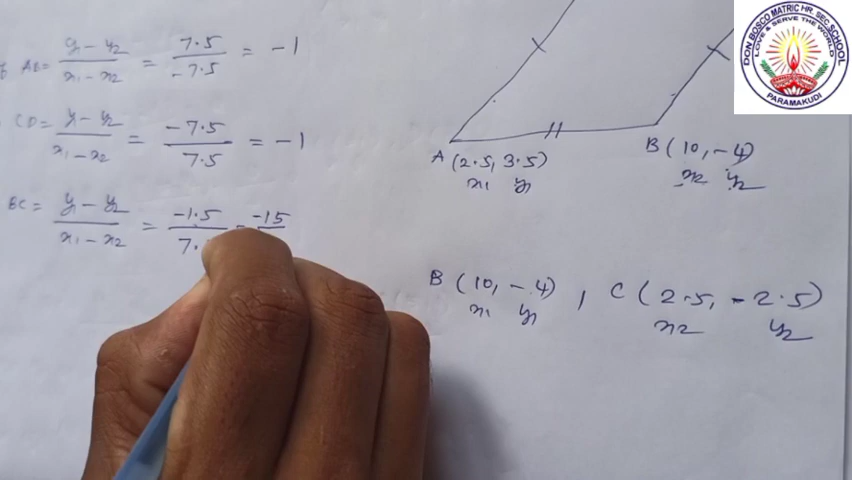 of AB = y1 - y2 / x1 - x2 = 7.5 / -7.5 = -1
CD = y1 - y2 / x1 - x2 = -7.5 / 7.5 = -1
BC = y1 - y2 / x1 - x2 = -1.5 / 7. = -15
A (2.5, 3.5)
x1 y1
B (10, -4)
x2 y2
B (10, -4), C (2.5, -2.5)
x1 y1 x2 y2
DON BOSCO MATRIC HR. SEC. SCHOOL
LOVE & SERVE THE WORLD
PARAMAKUDI